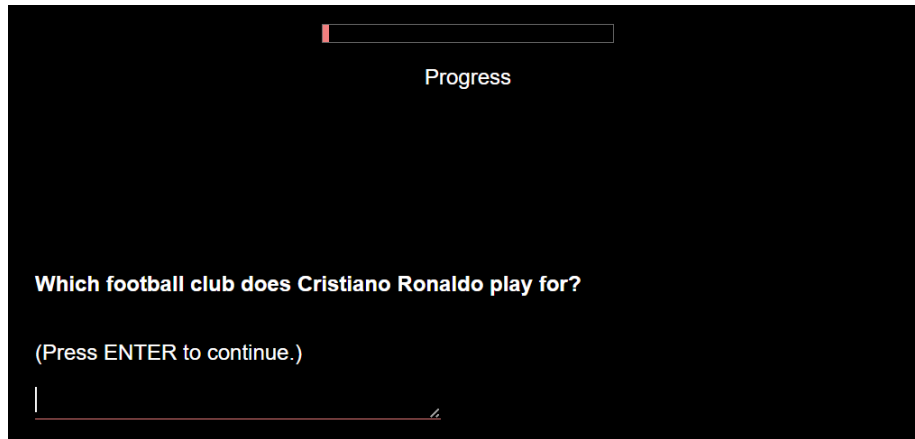 Progress
Which football club does Cristiano Ronaldo play for?
(Press ENTER to continue.)